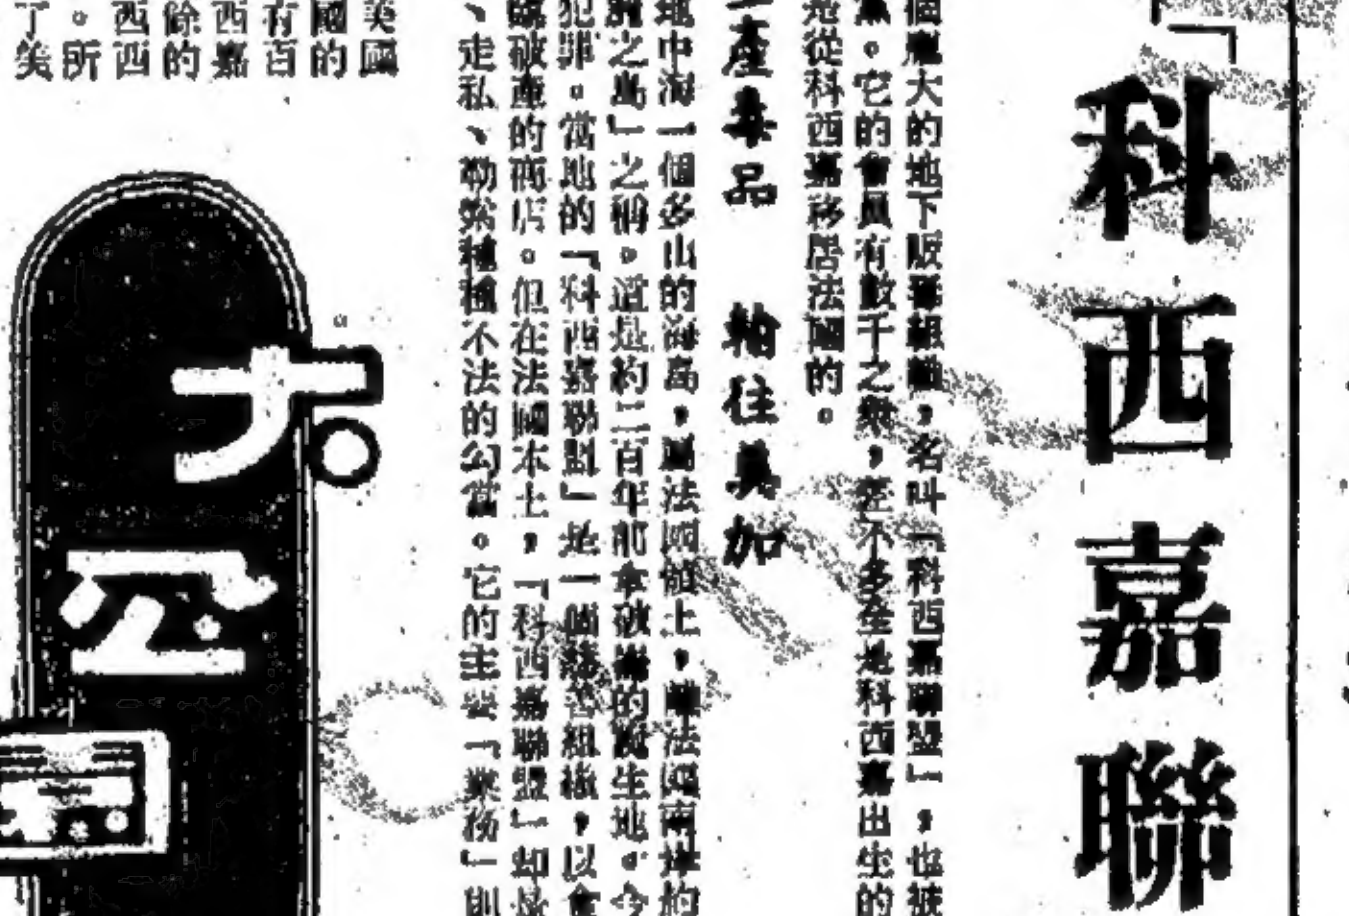 「科西嘉聯
個龐大的地下販毒組織，名叫「科西嘉聯盟」，也被
。它的會員有數千之衆，差不多全是科西嘉出生的
是從科西嘉移居法國的。
產毒品　軸往美加
地中海一個多山的海島，屬法國領土，離法國南岸約
之島」之稱。這是約二百年前拿破崙的誕生地。今
犯罪。當地的「科西嘉聯盟」是一個慈善組織，以會
臨破產的商店。但在法國本土，「科西嘉聯盟」却是
、走私、勒索種種不法的勾當。它的主要「業務」則
美國
國的
有百
西嘉
餘的
西西
。所
了美